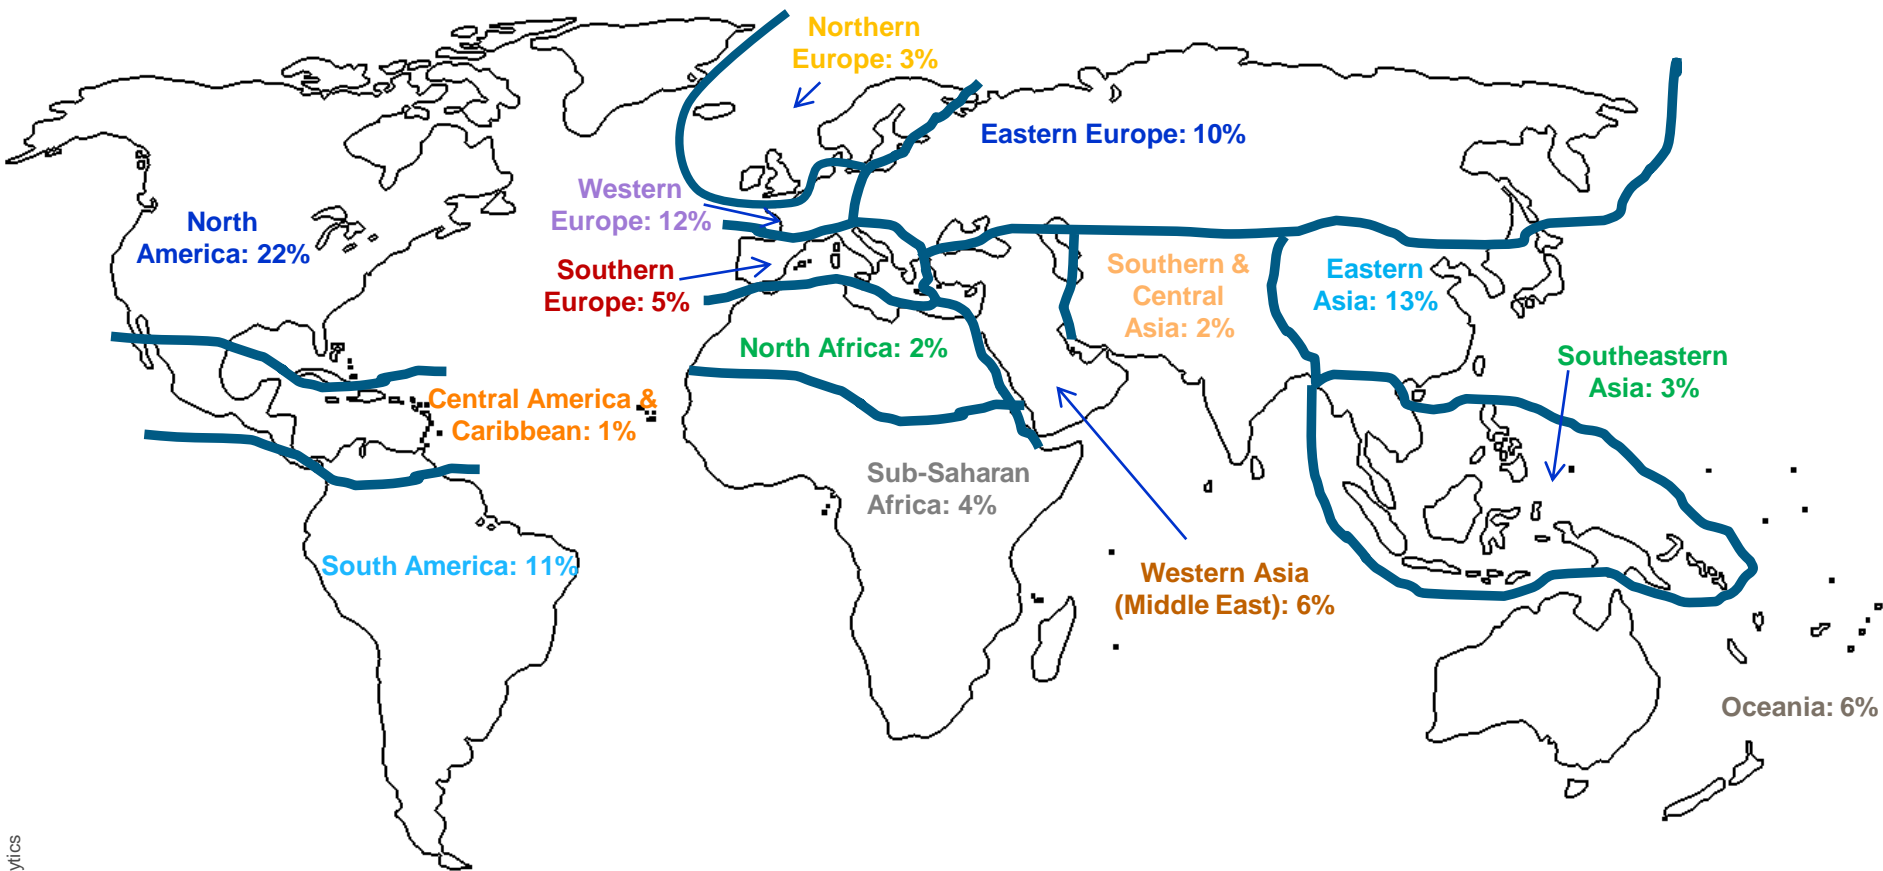 Northern
Europe: 3%
Eastern Europe: 10%
Western
Europe: 12%
North
America: 22%
Southern
Europe: 5%
Southern &
Central
Asia: 2%
Eastern
Asia: 13%
North Africa: 2%
Southeastern
Asia: 3%
Central America &
Caribbean: 1%
Sub-Saharan
Africa: 4%
South America: 11%
Western Asia
(Middle East): 6%
Oceania: 6%
ytics